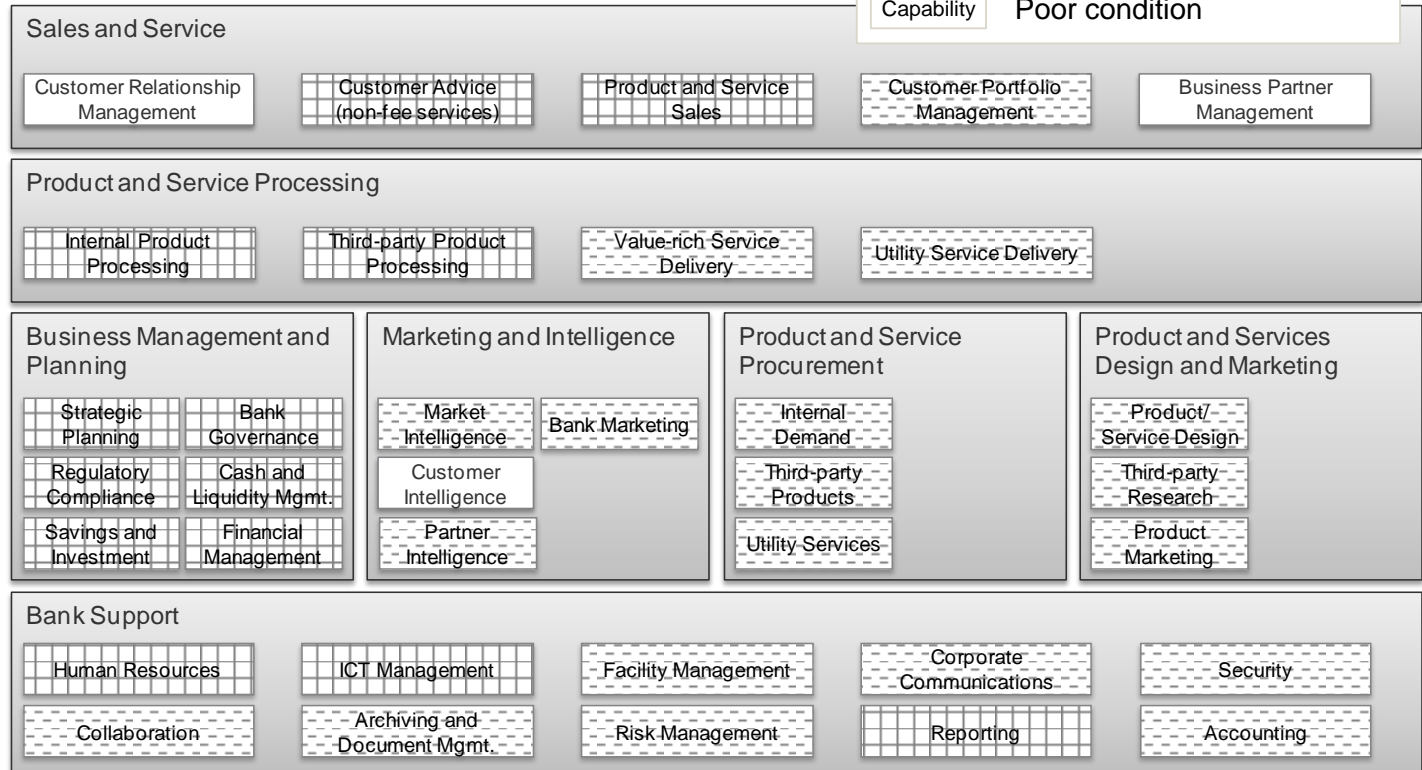 Capability
Poor condition
Sales and Service
Customer Relationship
Management
Customer Advice
(non-fee services)
Product and Service
Sales
Customer Portfolio
Management
Business Partner
Management
Product and Service Processing
Internal Product
Processing
Third-party Product
Processing
Value-rich Service
Delivery
Utility Service Delivery
Business Management and
Planning
Strategic
Planning
Bank
Governance
Regulatory
Compliance
Cash and
Liquidity Mgmt.
Savings and
Investment
Financial
Management
Marketing and Intelligence
Market
Intelligence
Bank Marketing
Customer
Intelligence
Partner
Intelligence
Product and Service
Procurement
Internal
Demand
Third-party
Products
Utility Services
Product and Services
Design and Marketing
Product/
Service Design
Third-party
Research
Product
Marketing
Bank Support
Human Resources
ICT Management
Facility Management
Corporate
Communications
Security
Collaboration
Archiving and
Document Mgmt.
Risk Management
Reporting
Accounting